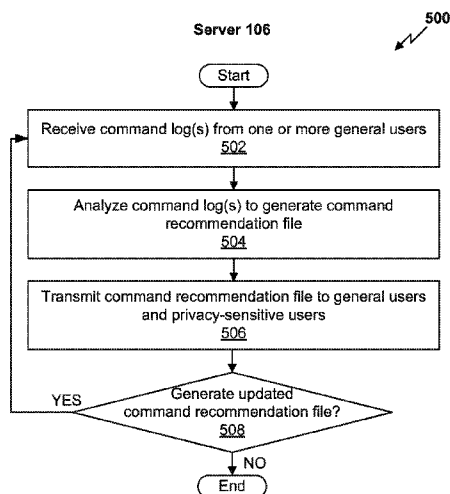 500
Server 106
Start
Receive command log(s) from one or more general users
502
Analyze command log(s) to generate command
recommendation file
504
Transmit command recommendation file to general users
and privacy-sensitive users
506
YES
Generate updated
command recommendation file?
508
NO
End